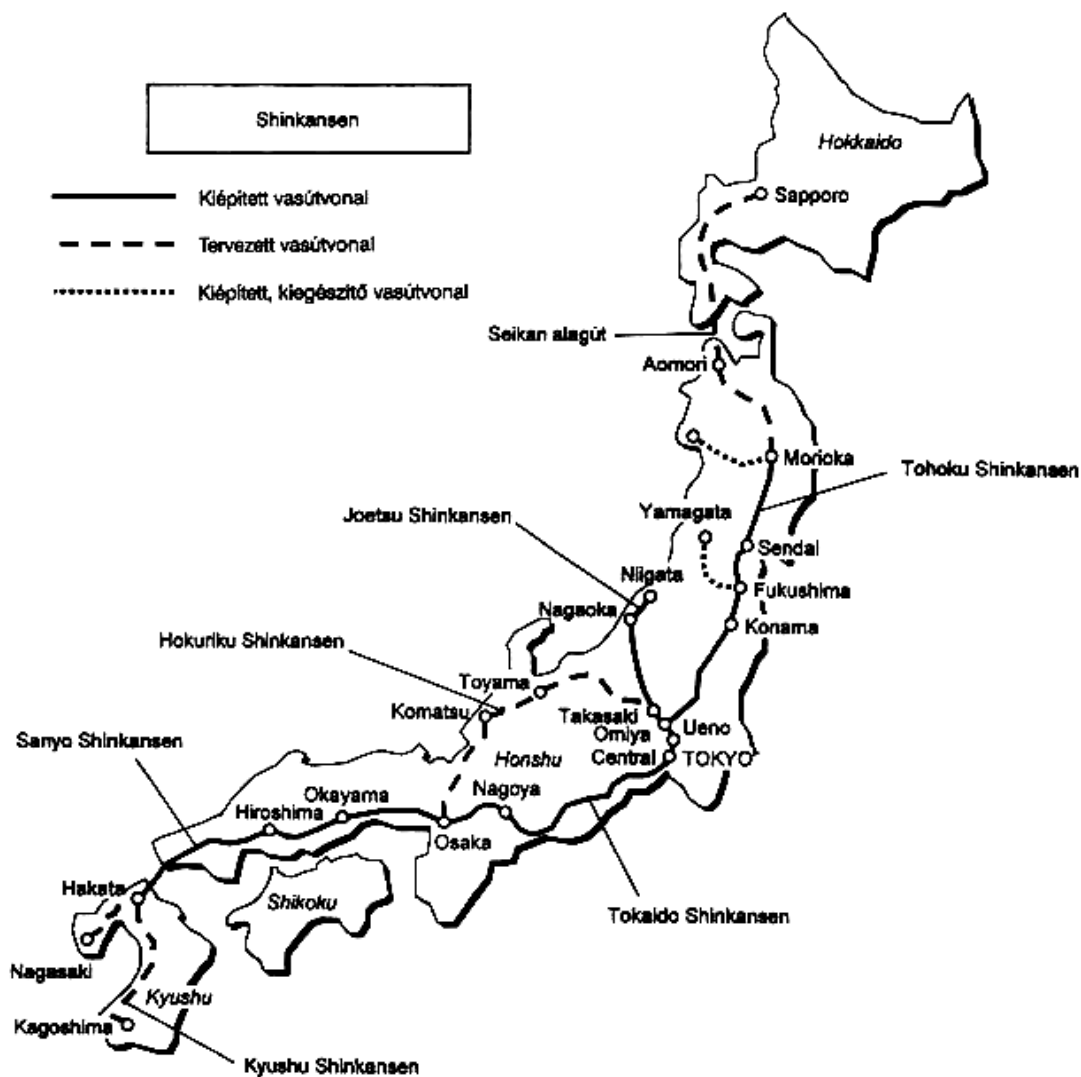 Shinkansen
Kiépített vasútvonal
Tervezett vasútvonal
Kiépített, kiegészítő vasútvonal
Hokkaido
Sapporo
Seikan alagút
Aomori
Morioka
Tohoku Shinkansen
Yamagata
Joetsu Shinkansen
Sendai
Niigata
Fukushima
Nagaoka
Konama
Hokuriku Shinkansen
Toyama
Komatsu
Takasaki
Ueno
Omiya
Sanyo Shinkansen
Honshu
Central
TOKYO
Okayama
Nagoya
Hiroshima
Osaka
Hakata
Shikoku
Tokaido Shinkansen
Nagasaki
Kyushu
Kagoshima
Kyushu Shinkansen